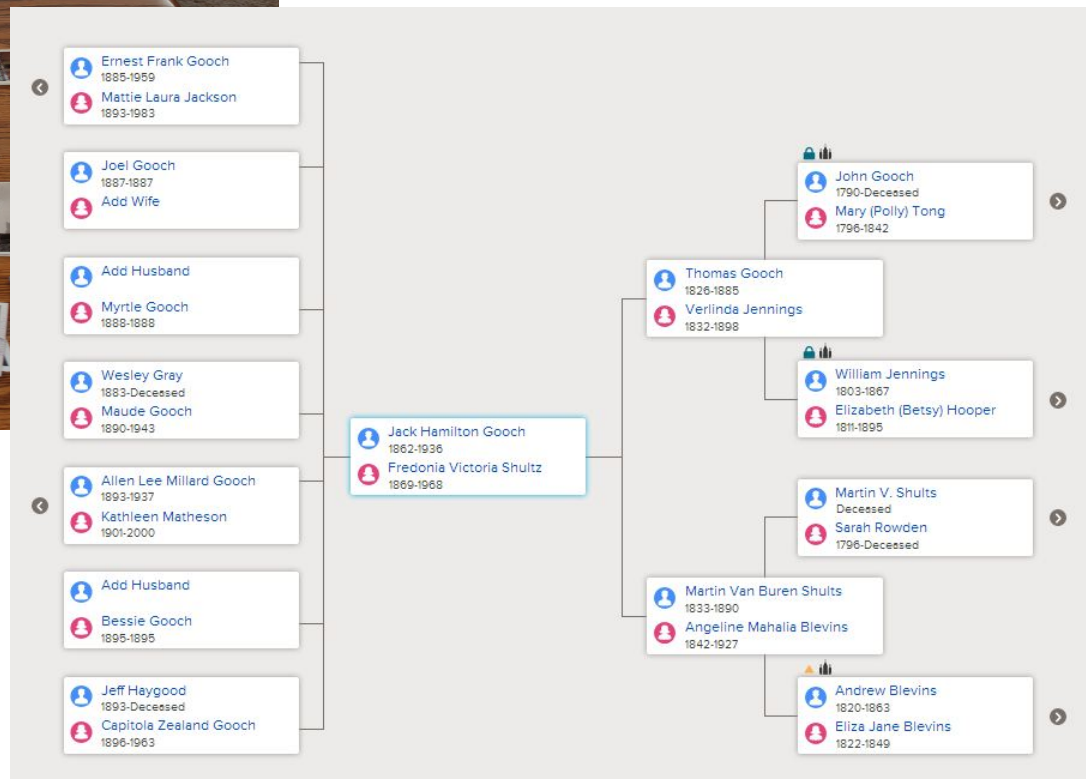 Ernest Frank Gooch
1885-1959
Mattie Laura Jackson
1893-1983
Joel Gooch
1887-1887
Add Wife
Add Husband
Myrtle Gooch
1888-1888
Wesley Gray
1883-Deceased
Maude Gooch
1890-1943
Allen Lee Millard Gooch
1893-1937
Kathleen Matheson
1901-2000
Add Husband
Bessie Gooch
1895-1895
Jeff Haygood
1893-Deceased
Capitola Zealand Gooch
1896-1963
Jack Hamilton Gooch
1862-1936
Fredonia Victoria Shultz
1869-1968
Thomas Gooch
1826-1885
Verlinda Jennings
1832-1898
Martin Van Buren Shults
1833-1890
Angeline Mahalia Blevins
1842-1927
John Gooch
1790-Deceased
Mary (Polly) Tong
1796-1842
William Jennings
1803-1867
Elizabeth (Betsy) Hooper
1811-1895
Martin V. Shults
Deceased
Sarah Rowden
1796-Deceased
Andrew Blevins
1820-1863
Eliza Jane Blevins
1822-1849